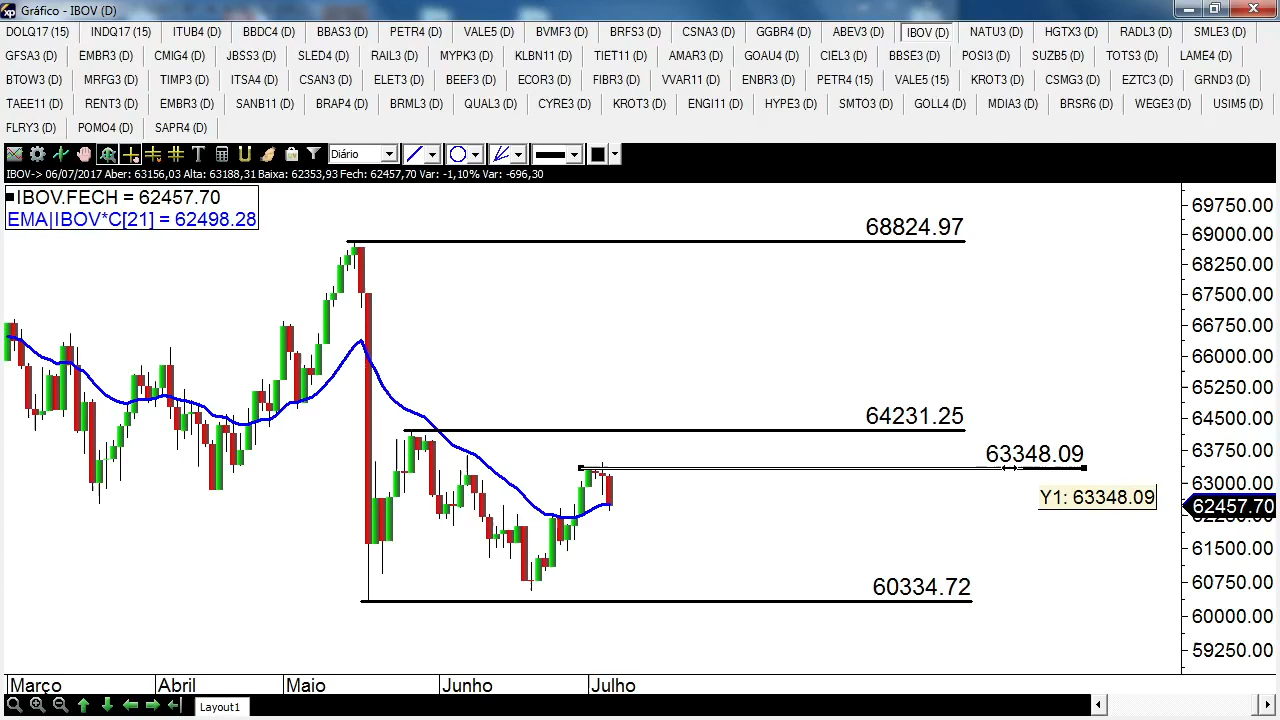 Gráfico - IBOV (D)
DOLQ17 (15) INDQ17 (15) ITUB4 (D) BBDC4 (D) BBAS3 (D) PETR4 (D) VALE5 (D) BVMF3 (D) BRFS3 (D) CSNA3 (D) GGBR4 (D) ABEV3 (D) IBOV (D) NATU3 (D) HGTX3 (D) RADL3 (D) SMLE3 (D)
GFSA3 (D) EMBR3 (D) CMIG4 (D) JBSS3 (D) SLED4 (D) RAIL3 (D) MYPK3 (D) KLBN11 (D) TIET11 (D) AMAR3 (D) GOAU4 (D) CIEL3 (D) BBSE3 (D) POSI3 (D) SUZB5 (D) TOTS3 (D) LAME4 (D)
BTOW3 (D) MRFG3 (D) TIMP3 (D) ITSA4 (D) CSAN3 (D) ELET3 (D) BEEF3 (D) ECOR3 (D) FIBR3 (D) VVAR11 (D) ENBR3 (D) PETR4 (15) VALE5 (15) KROT3 (D) CSMG3 (D) EZTC3 (D) GRND3 (D)
TAEE11 (D) RENT3 (D) EMBR3 (D) SANB11 (D) BRAP4 (D) BRML3 (D) QUAL3 (D) CYRE3 (D) KROT3 (D) ENGI11 (D) HYPE3 (D) SMTO3 (D) GOLL4 (D) MDIA3 (D) BRSR6 (D) WEGE3 (D) USIM5 (D)
FLRY3 (D) POMO4 (D) SAPR4 (D)
Diário
IBOV-> 06/07/2017 Aber: 63156,03 Alta: 63188,31 Baixa: 62353,93 Fech: 62457,70 Var: -1,10% Var: -696,30
IBOV.FECH = 62457.70
EMA|IBOV*C[21] = 62498.28
68824.97
64231.25
63348.09
Y1: 63348.09
60334.72
69750.00
69000.00
68250.00
67500.00
66750.00
66000.00
65250.00
64500.00
63750.00
63000.00
62457.70
62250.00
61500.00
60750.00
60000.00
59250.00
Março Abril Maio Junho Julho
Layout1